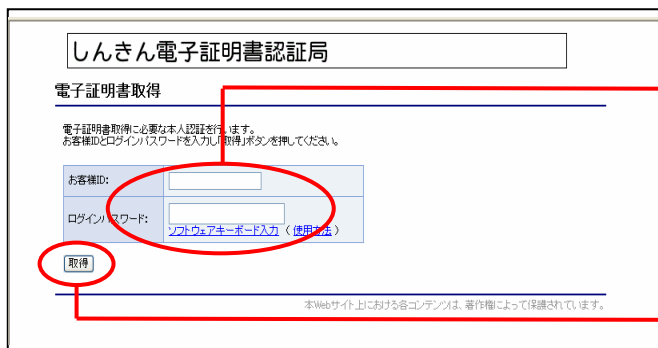 しんきん電子証明書認証局
電子証明書取得
電子証明書取得に必要な本人認証を行います。
お客様IDとログインパスワードを入力し「取得」ボタンを押してください。
お客様ID:
ログインパスワード:
ソフトウェアキーボード入力 ( 使用方法 )
取得
本Webサイト上における各コンテンツは、著作権によって保護されています。